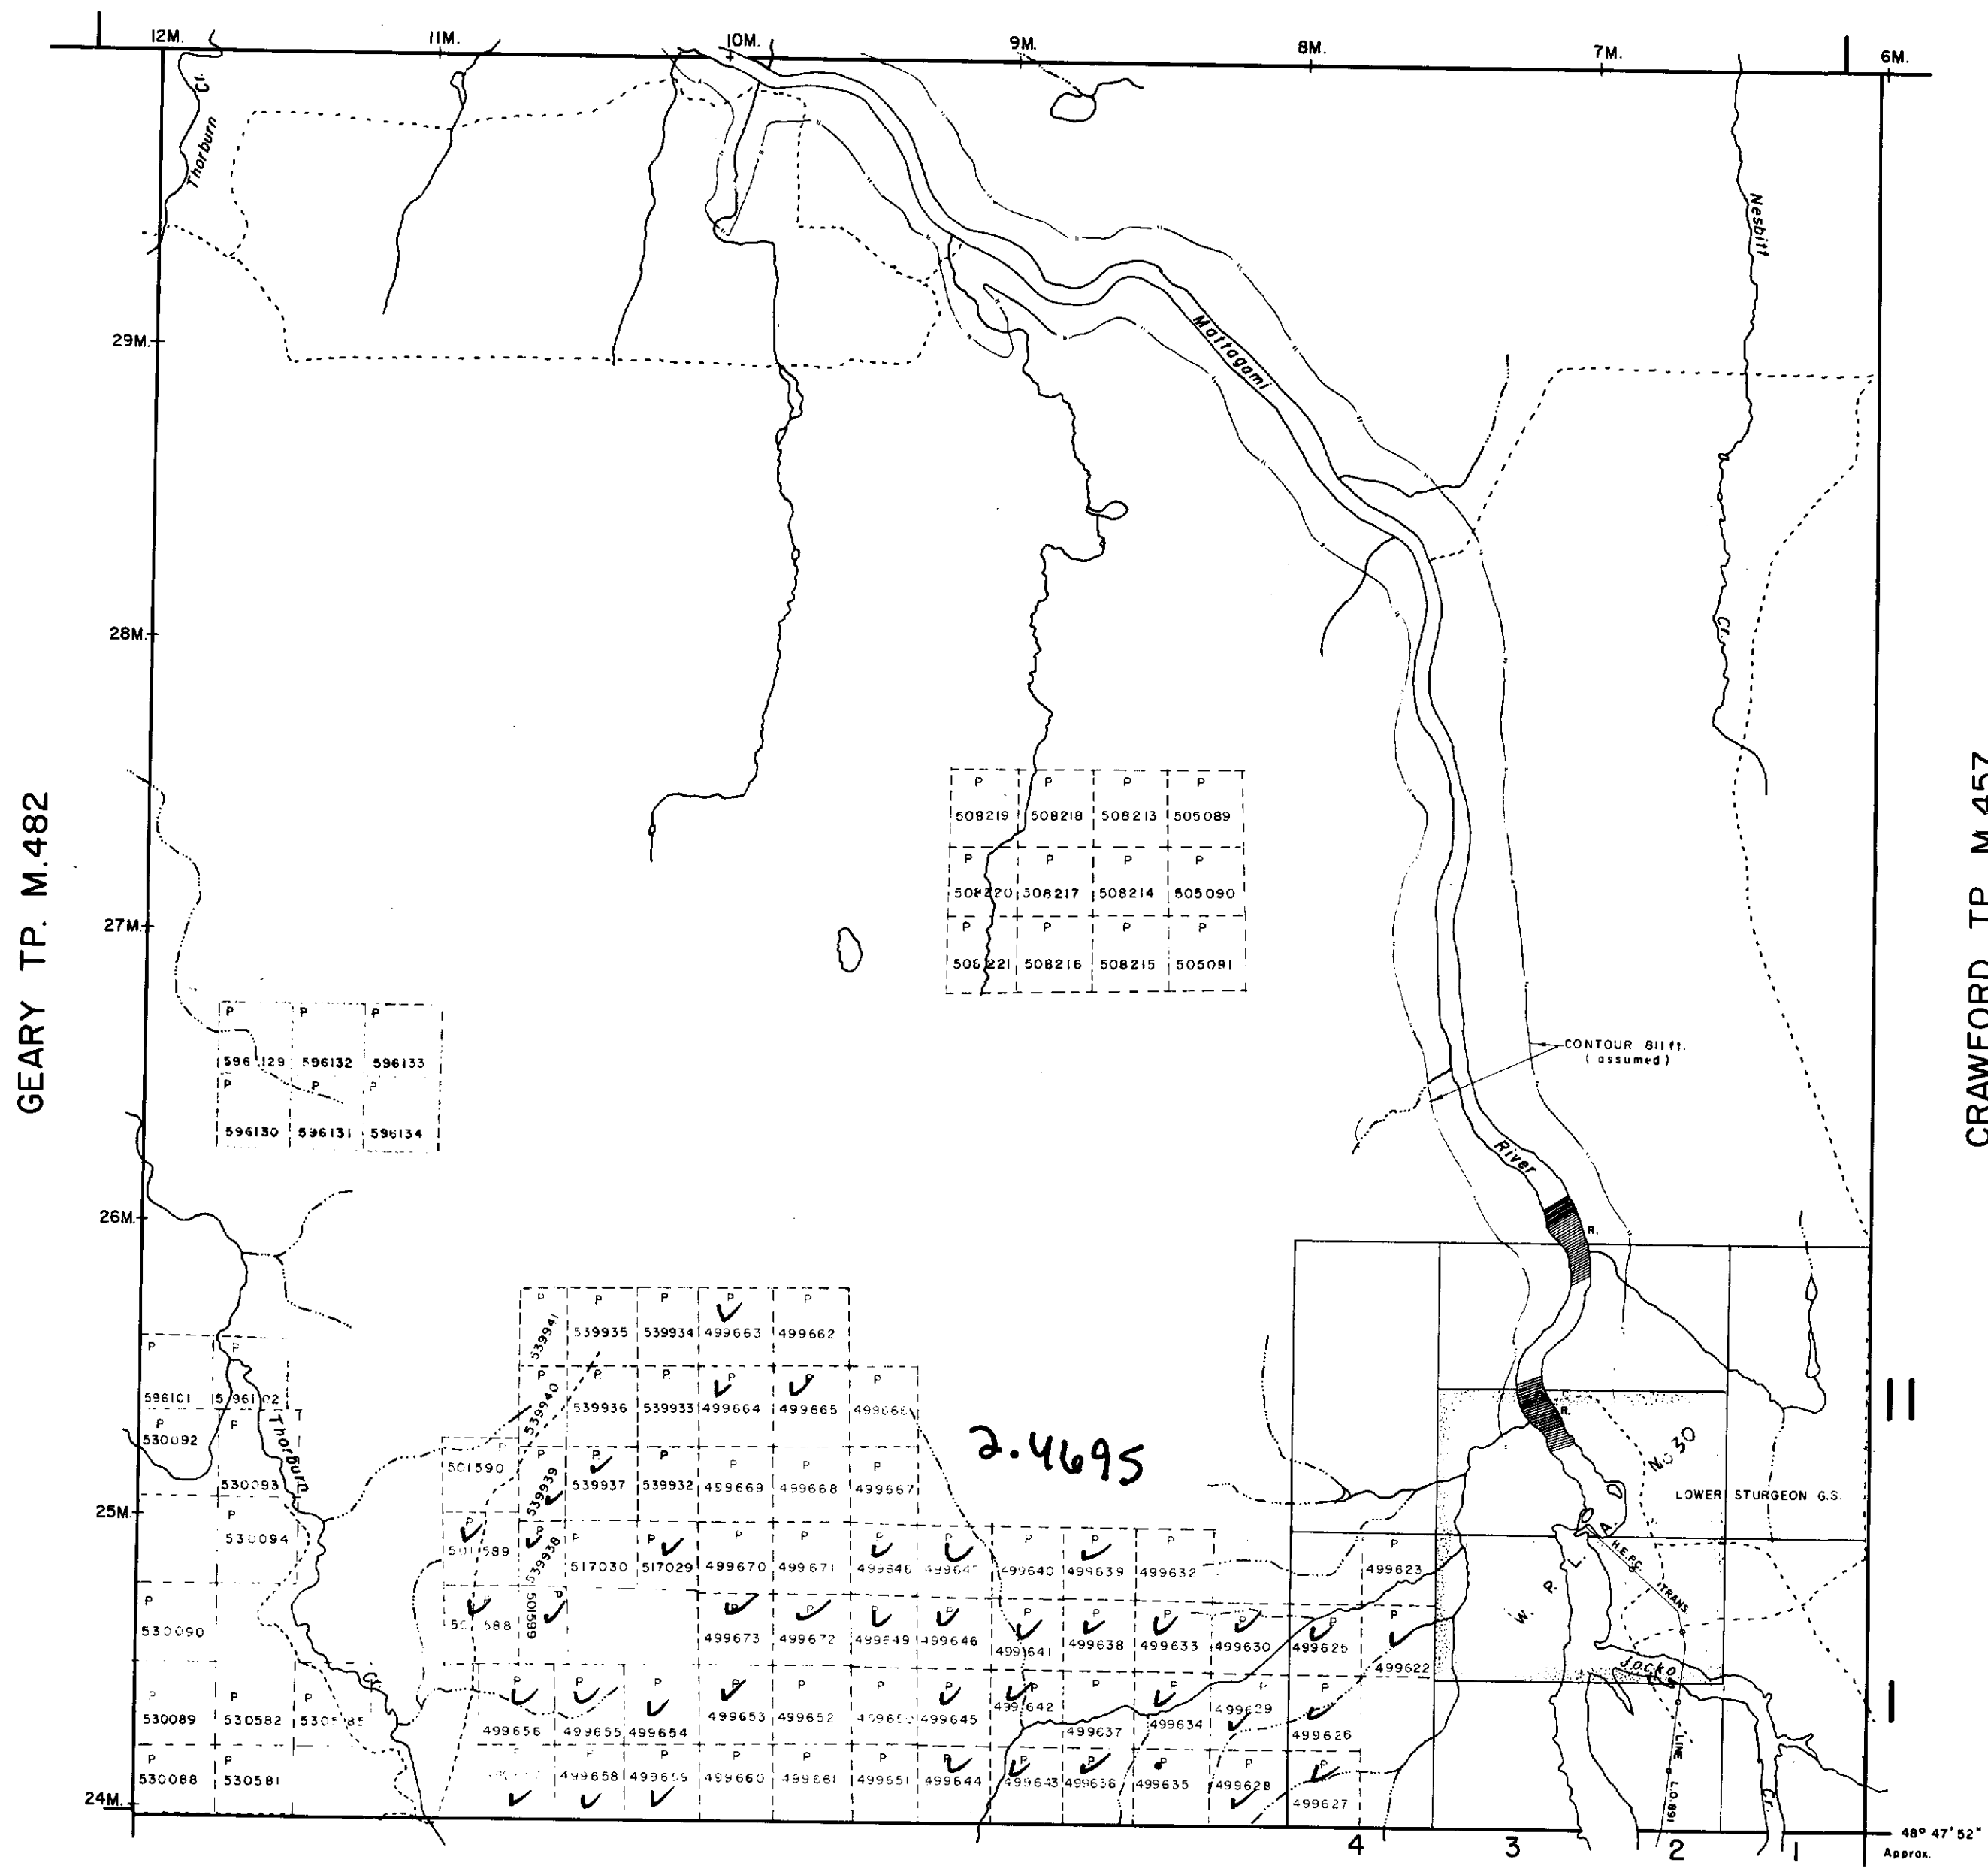 12M. 11M. 10M. 9M. 8M. 7M. 6M.
Cr.
Thorburn
Nesbitt
Cr.
29M.
Mattagami
28M.
GEARY TP. M.482
CRAWFORD TP. M.457
P P P P
508219 508218 508213 505089
P P P P
508220 508217 508214 505090
27M.
P P P P
508221 508216 508215 505091
P P P
596129 596132 596133
P P P
596130 596131 596134
CONTOUR 811 ft.
(assumed)
River
26M.
R.
P P P P P
539941 539935 539934 499663 499662
P P
596101 596102
P P P P P P
539940 539936 539933 499664 499665 499666
P P
530092
530093
Thorburn
2.4695
R.
No 30
II
P P P P P P P
501590 539939 539937 539932 499669 499668 499667
LOWER STURGEON G.S.
25M.
P
530094
P P P P P P P P P P P P P
501589 539938 517030 517029 499670 499671 499640 499639 499632 499623
W. P. L. A.
H.E.P.C.
TRANS.
LINE
L.O.891
P
530090
P P P P P P P P P P P P
501599 499673 499672 499649 499646 499641 499638 499633 499630 499625 499622
Jocko
Cr.
Cr.
P P P
530089 530582 530585
P P P P P P P P P P P P
499656 499655 499654 499653 499652 499645 499642 499637 499634 499629 499626
I
P P
530088 530581
P P P P P P P P P P P
499658 499659 499660 499661 499651 499644 499643 499636 499635 499628 499627
24M.
4 3 2 1
48° 47' 52"
Approx.